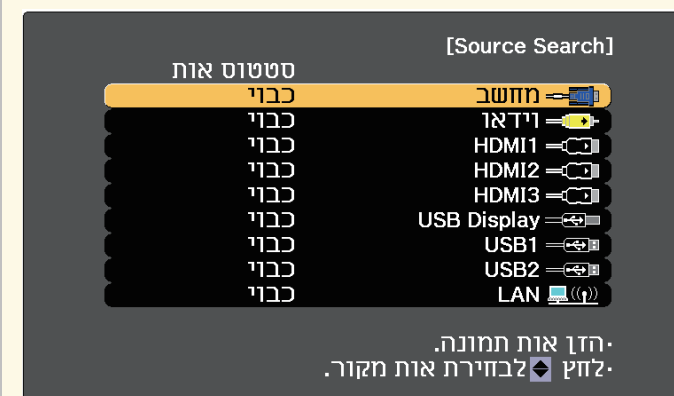 [Source Search]
סטטוס אות
מחשב כבוי
וידאו כבוי
HDMI1 כבוי
HDMI2 כבוי
HDMI3 כבוי
USB Display כבוי
USB1 כבוי
USB2 כבוי
LAN כבוי
·הזן אות תמונה.
·לחץ לבחירת אות מקור.